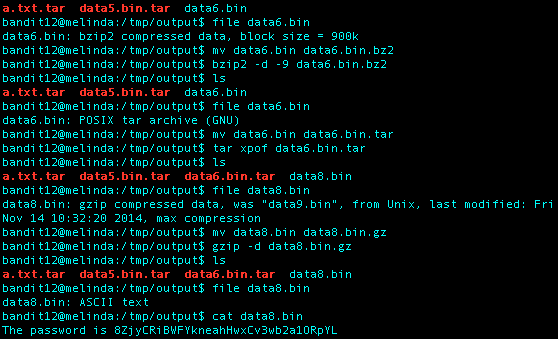 a.txt.tar  data5.bin.tar  data6.bin
bandit12@melinda:/tmp/output$ file data6.bin
data6.bin: bzip2 compressed data, block size = 900k
bandit12@melinda:/tmp/output$ mv data6.bin data6.bin.bz2
bandit12@melinda:/tmp/output$ bzip2 -d -9 data6.bin.bz2
bandit12@melinda:/tmp/output$ ls
a.txt.tar  data5.bin.tar  data6.bin
bandit12@melinda:/tmp/output$ file data6.bin
data6.bin: POSIX tar archive (GNU)
bandit12@melinda:/tmp/output$ mv data6.bin data6.bin.tar
bandit12@melinda:/tmp/output$ tar xpof data6.bin.tar
bandit12@melinda:/tmp/output$ ls
a.txt.tar  data5.bin.tar  data6.bin.tar  data8.bin
bandit12@melinda:/tmp/output$ file data8.bin
data8.bin: gzip compressed data, was "data9.bin", from Unix, last modified: Fri
Nov 14 10:32:20 2014, max compression
bandit12@melinda:/tmp/output$ mv data8.bin data8.bin.gz
bandit12@melinda:/tmp/output$ gzip -d data8.bin.gz
bandit12@melinda:/tmp/output$ ls
a.txt.tar  data5.bin.tar  data6.bin.tar  data8.bin
bandit12@melinda:/tmp/output$ file data8.bin
data8.bin: ASCII text
bandit12@melinda:/tmp/output$ cat data8.bin
The password is 8ZjyCRiBWFYkneahHwxCv3wb2a1ORpYL